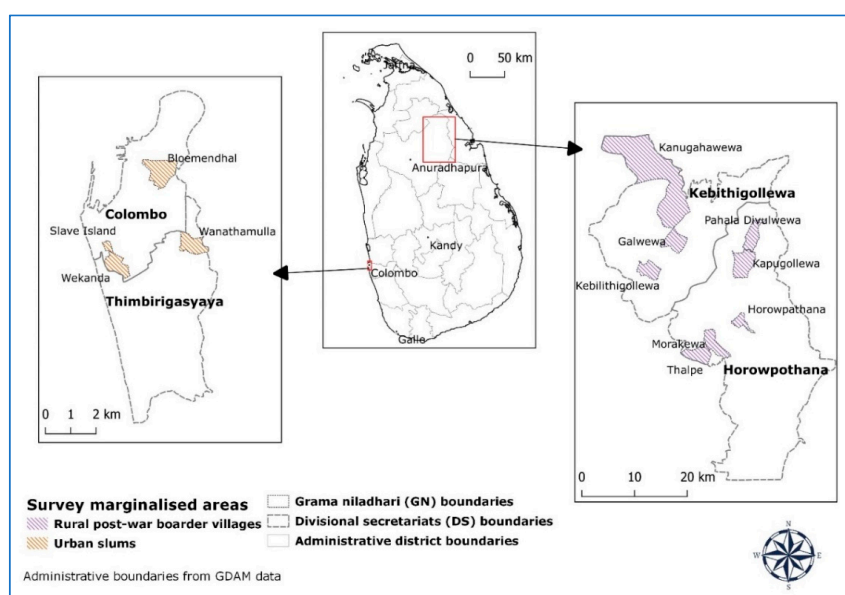 Bloemendhal
Colombo
Slave Island
Wanathamulla
Wekanda
Thimbirigasyaya
0 1 2 km
0 50 km
Jaffna
Anuradhapura
Kandy
Colombo
Galle
Kanugahawewa
Kebithigollewa
Pahala Divulwewa
Galwewa
Kapugollewa
Kebilithigollewa
Horowpathana
Morakewa
Thalpe
Horowpothana
0 10 20 km
Survey marginalised areas
Rural post-war boarder villages
Urban slums
Grama niladhari (GN) boundaries
Divisional secretariats (DS) boundaries
Administrative district boundaries
Administrative boundaries from GDAM data
N
W
E
S